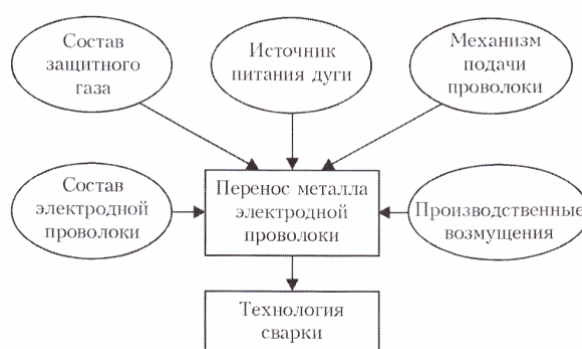 Состав
защитного
газа
Источник
питания дуги
Механизм
подачи
проволоки
Состав
электродной
проволоки
Перенос металла
электродной
проволоки
Производственные
возмущения
Технология
сварки